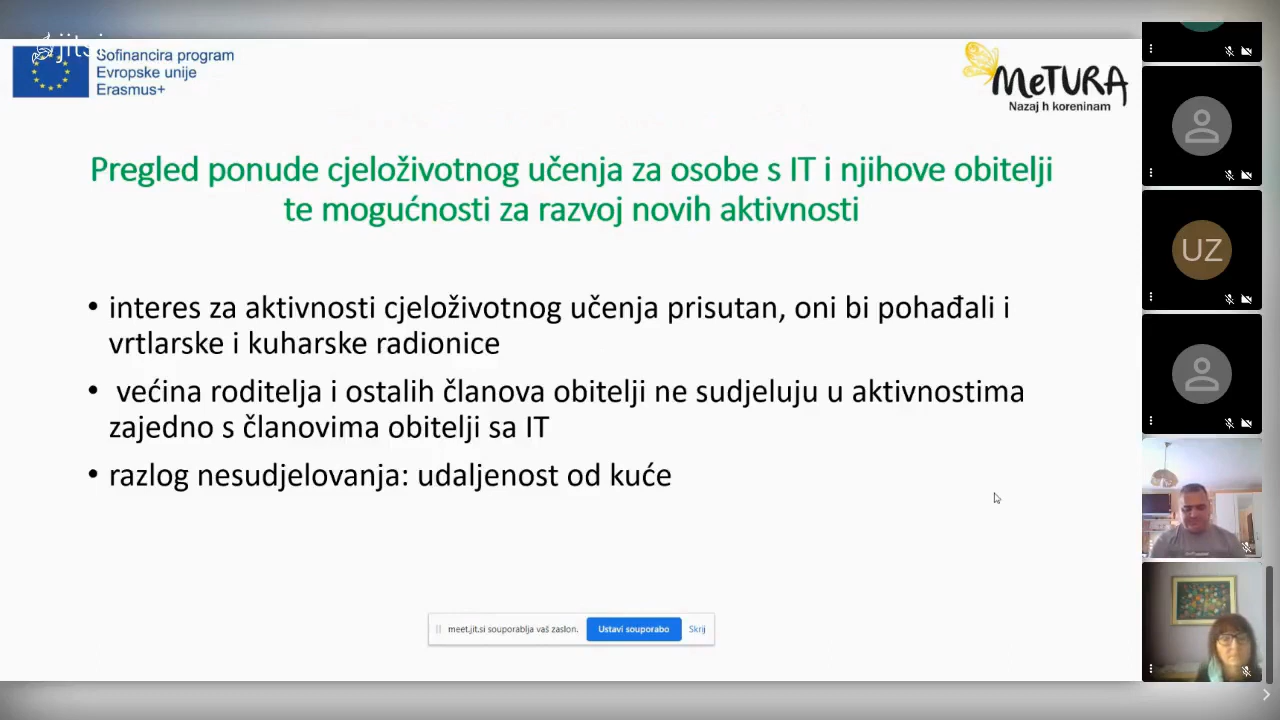 jitsi
Sofinancira program
Evropske unije
Erasmus+
MeTURA
Nazaj h koreninam
Pregled ponude cjeloživotnog učenja za osobe s IT i njihove obitelji
te mogućnosti za razvoj novih aktivnosti
• interes za aktivnosti cjeloživotnog učenja prisutan, oni bi pohađali i
vrtlarske i kuharske radionice
• većina roditelja i ostalih članova obitelji ne sudjeluju u aktivnostima
zajedno s članovima obitelji sa IT
• razlog nesudjelovanja: udaljenost od kuće
meet.jit.si souporablja vaš zaslon.
Ustavi souporabo
Skrij
UZ